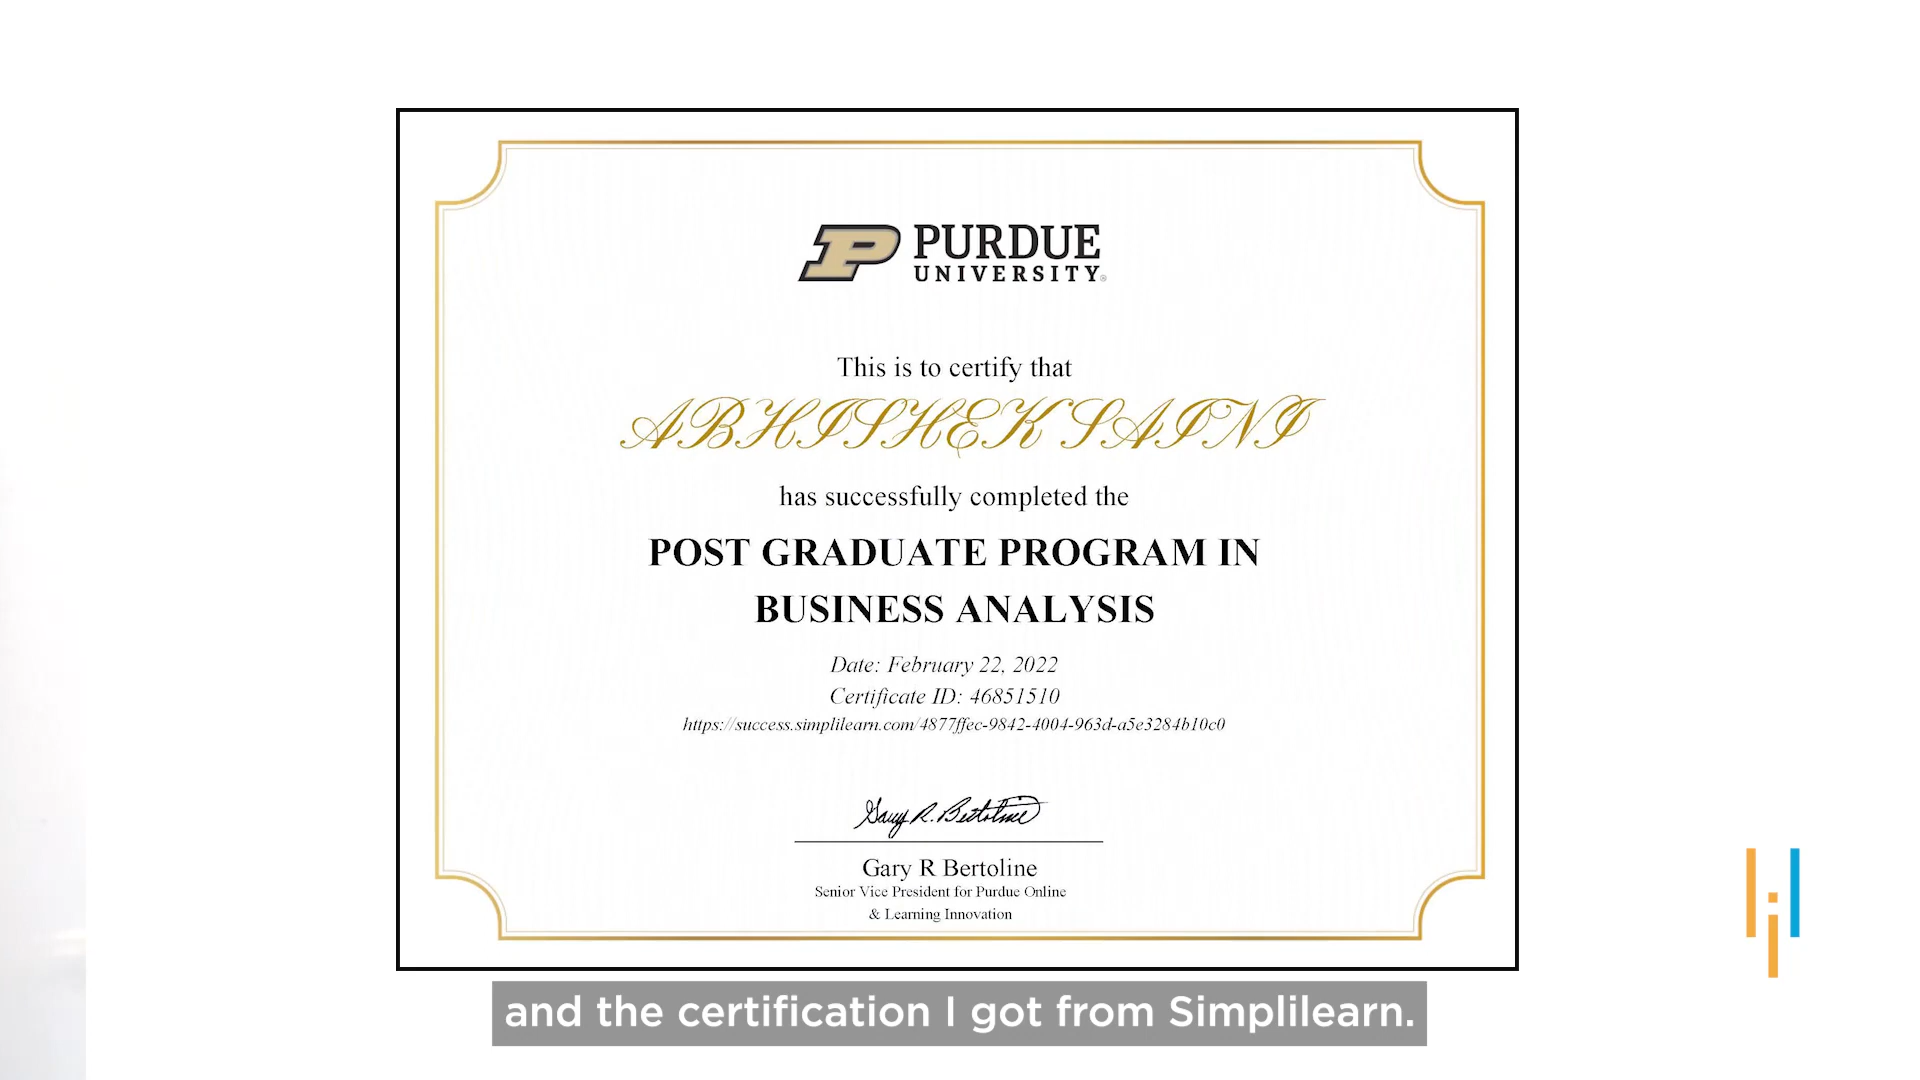 PURDUE
UNIVERSITY®
This is to certify that
ABHISHEK SAINI
has successfully completed the
POST GRADUATE PROGRAM IN
BUSINESS ANALYSIS
Date: February 22, 2022
Certificate ID: 46851510
https://success.simplilearn.com/4877ffec-9842-4004-963d-a5e3284b10c0
Gary R. Bertoline
Gary R Bertoline
Senior Vice President for Purdue Online
& Learning Innovation
and the certification I got from Simplilearn.